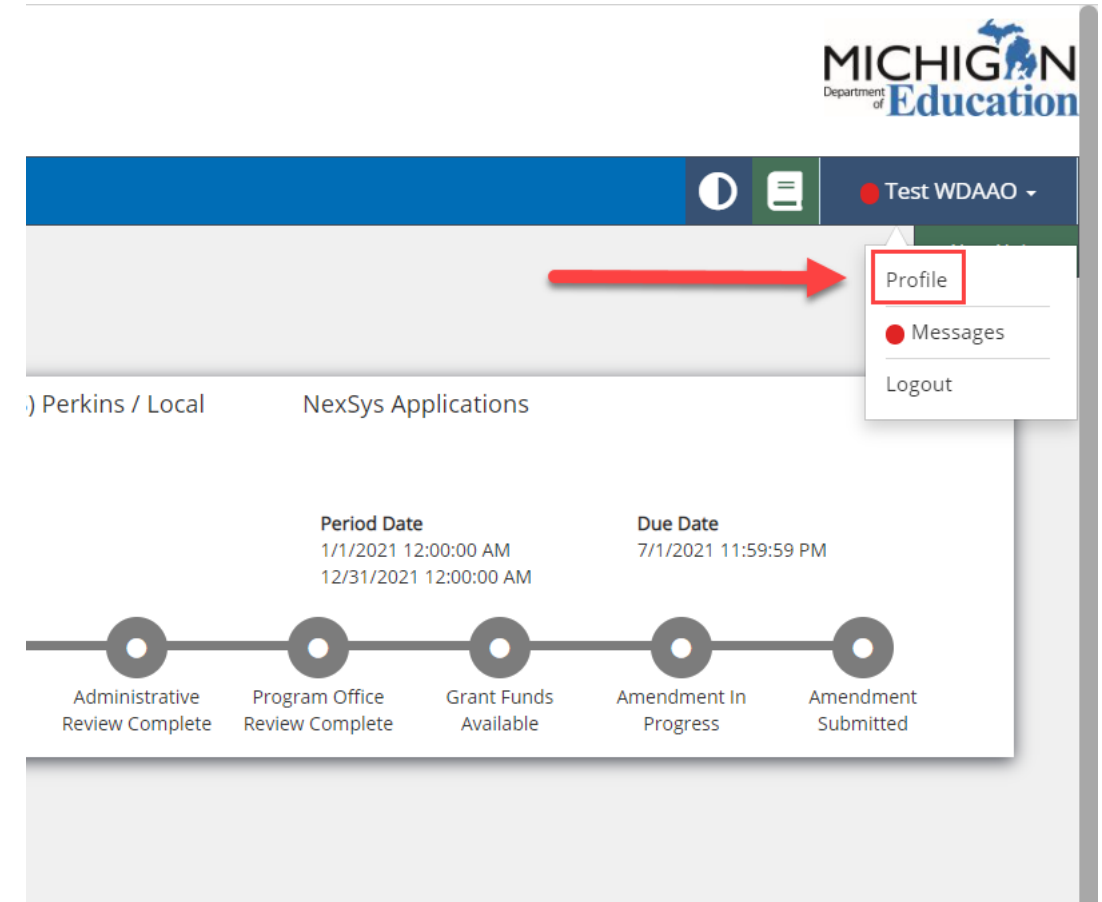 MICHIGAN
Department
of Education
Test WDAAO
Profile
Messages
Logout
) Perkins / Local NexSys Applications
Period Date Due Date
1/1/2021 12:00:00 AM 7/1/2021 11:59:59 PM
12/31/2021 12:00:00 AM
Administrative Program Office Grant Funds Amendment In Amendment
Review Complete Review Complete Available Progress Submitted